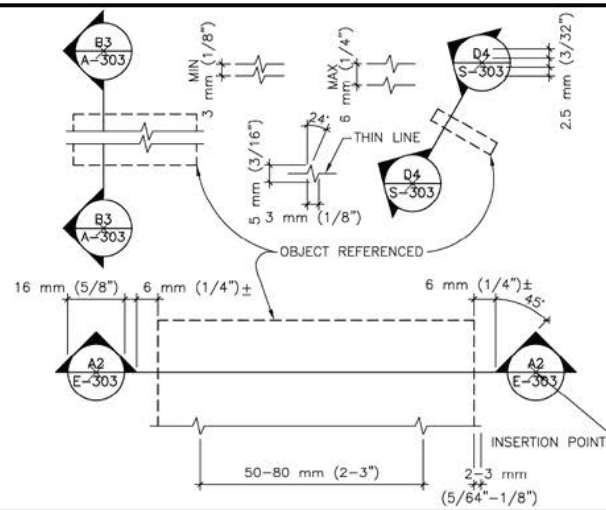 B3
A-303
MIN
3 mm (1/8")
MAX
6 mm (1/4")
D4
S-303
2.5 mm (3/32")
24°
THIN LINE
5 mm (3/16")
3 mm (1/8")
D4
S-303
B3
A-303
OBJECT REFERENCED
16 mm (5/8")
6 mm (1/4")±
6 mm (1/4")±
45°
A2
E-303
A2
E-303
INSERTION POINT
50-80 mm (2-3")
2-3 mm
(5/64"-1/8")